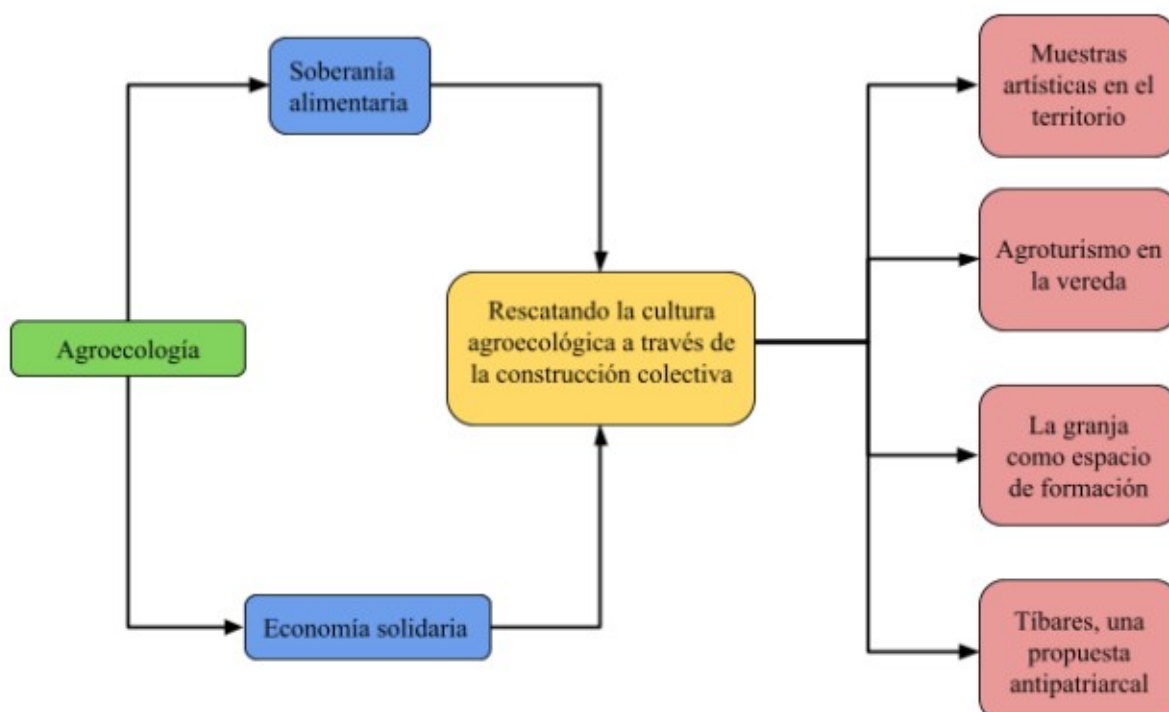 Soberanía
alimentaria
Agroecología
Economía solidaria
Rescatando la cultura
agroecológica a través de
la construcción colectiva
Muestras
artísticas en el
territorio
Agroturismo en
la vereda
La granja
como espacio
de formación
Tíbares, una
propuesta
antipatriarcal